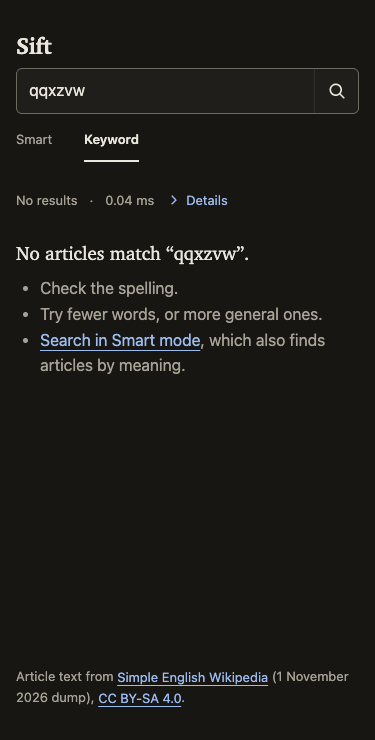 Sift
qqxzvw
Smart Keyword
No results · 0.04 ms Details
No articles match “qqxzvw”.
• Check the spelling.
• Try fewer words, or more general ones.
• Search in Smart mode, which also finds
articles by meaning.
Article text from Simple English Wikipedia (1 November
2026 dump), CC BY-SA 4.0.